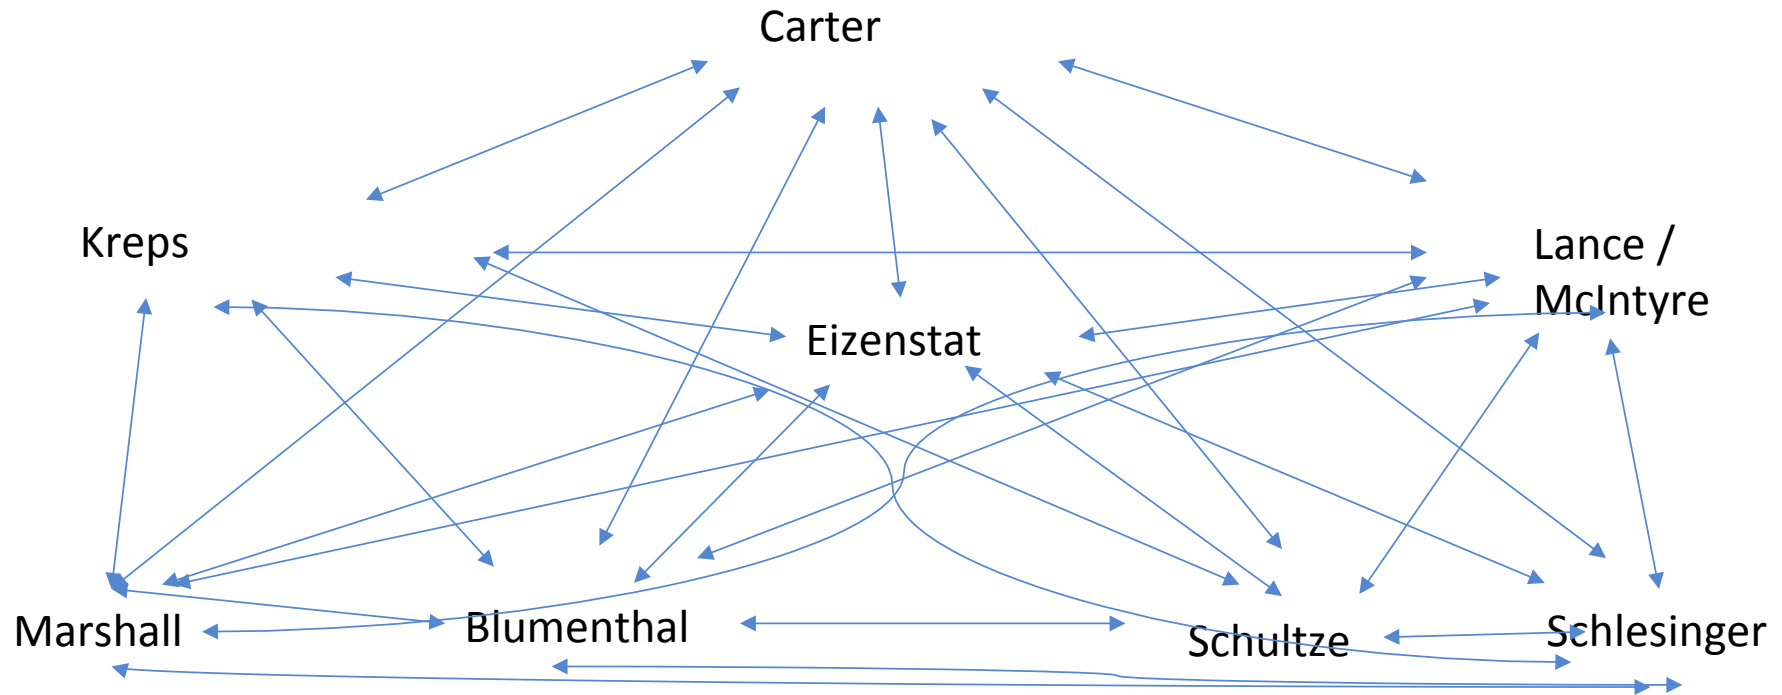 Carter
Kreps
Lance /
McIntyre
Eizenstat
Marshall
Blumenthal
Schultze
Schlesinger